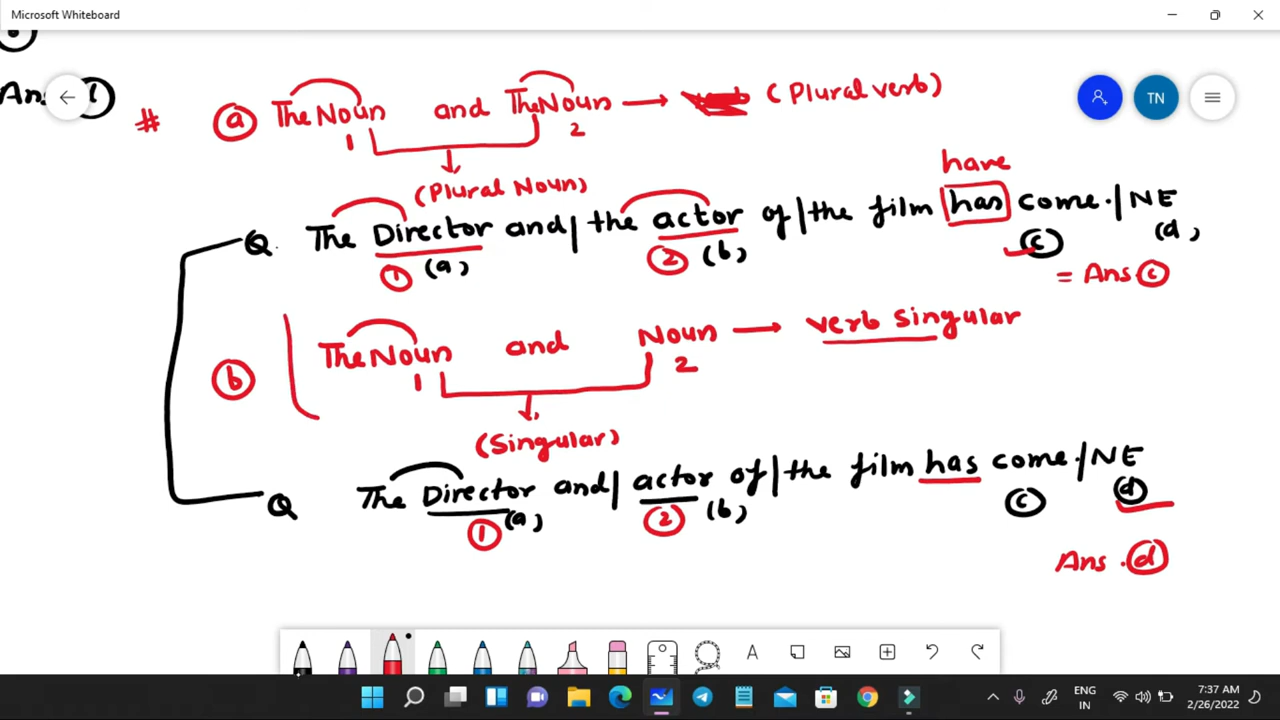 Microsoft Whiteboard
Ans
TN
# (a) The Noun and The Noun → (Plural verb)
1 2
(Plural Noun)
have
Q. The Director and/ the actor of/the film has come./NE
① (a) ② (b) (c) (d)
= Ans. (c)
(b) The Noun and Noun → verb singular
1 2
(Singular)
Q The Director and/ actor of/the film has come./NE
① (a) ② (b) (c) (d)
Ans. (d)
A
ENG
IN
7:37 AM
2/26/2022